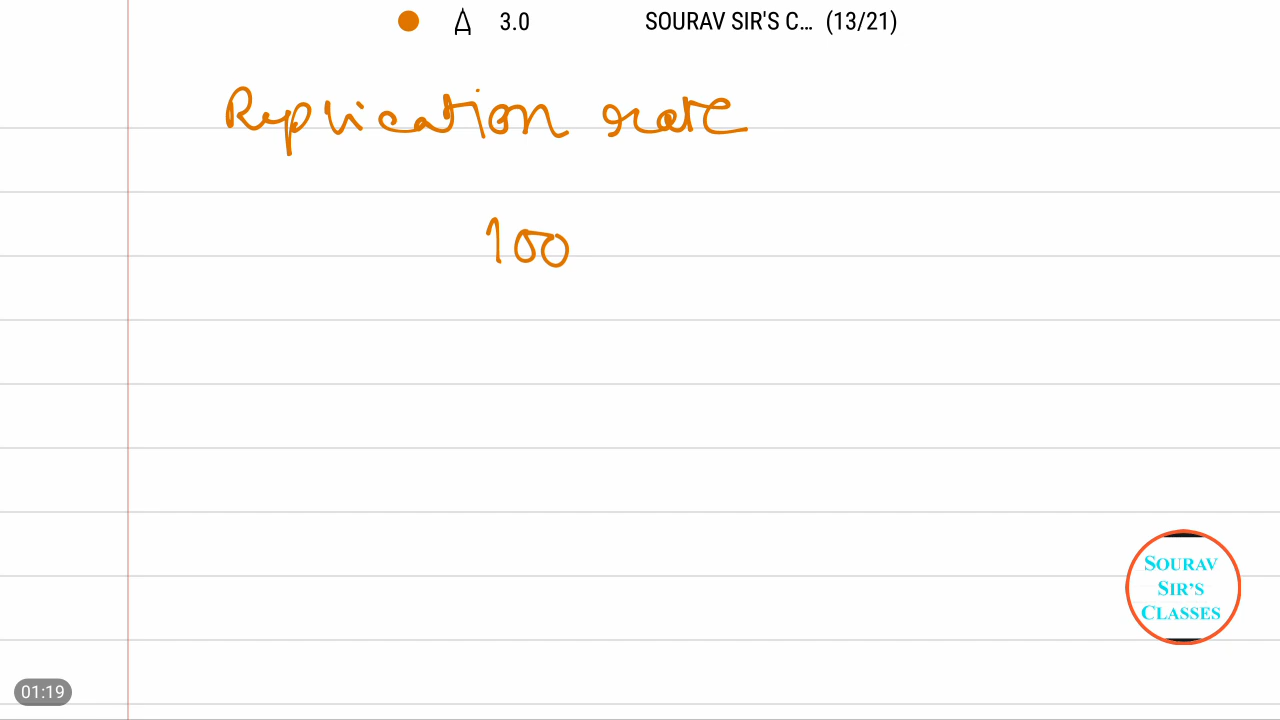 3.0 SOURAV SIR'S C... (13/21)
Replication rate
100
SOURAV
SIR'S
CLASSES
01:19